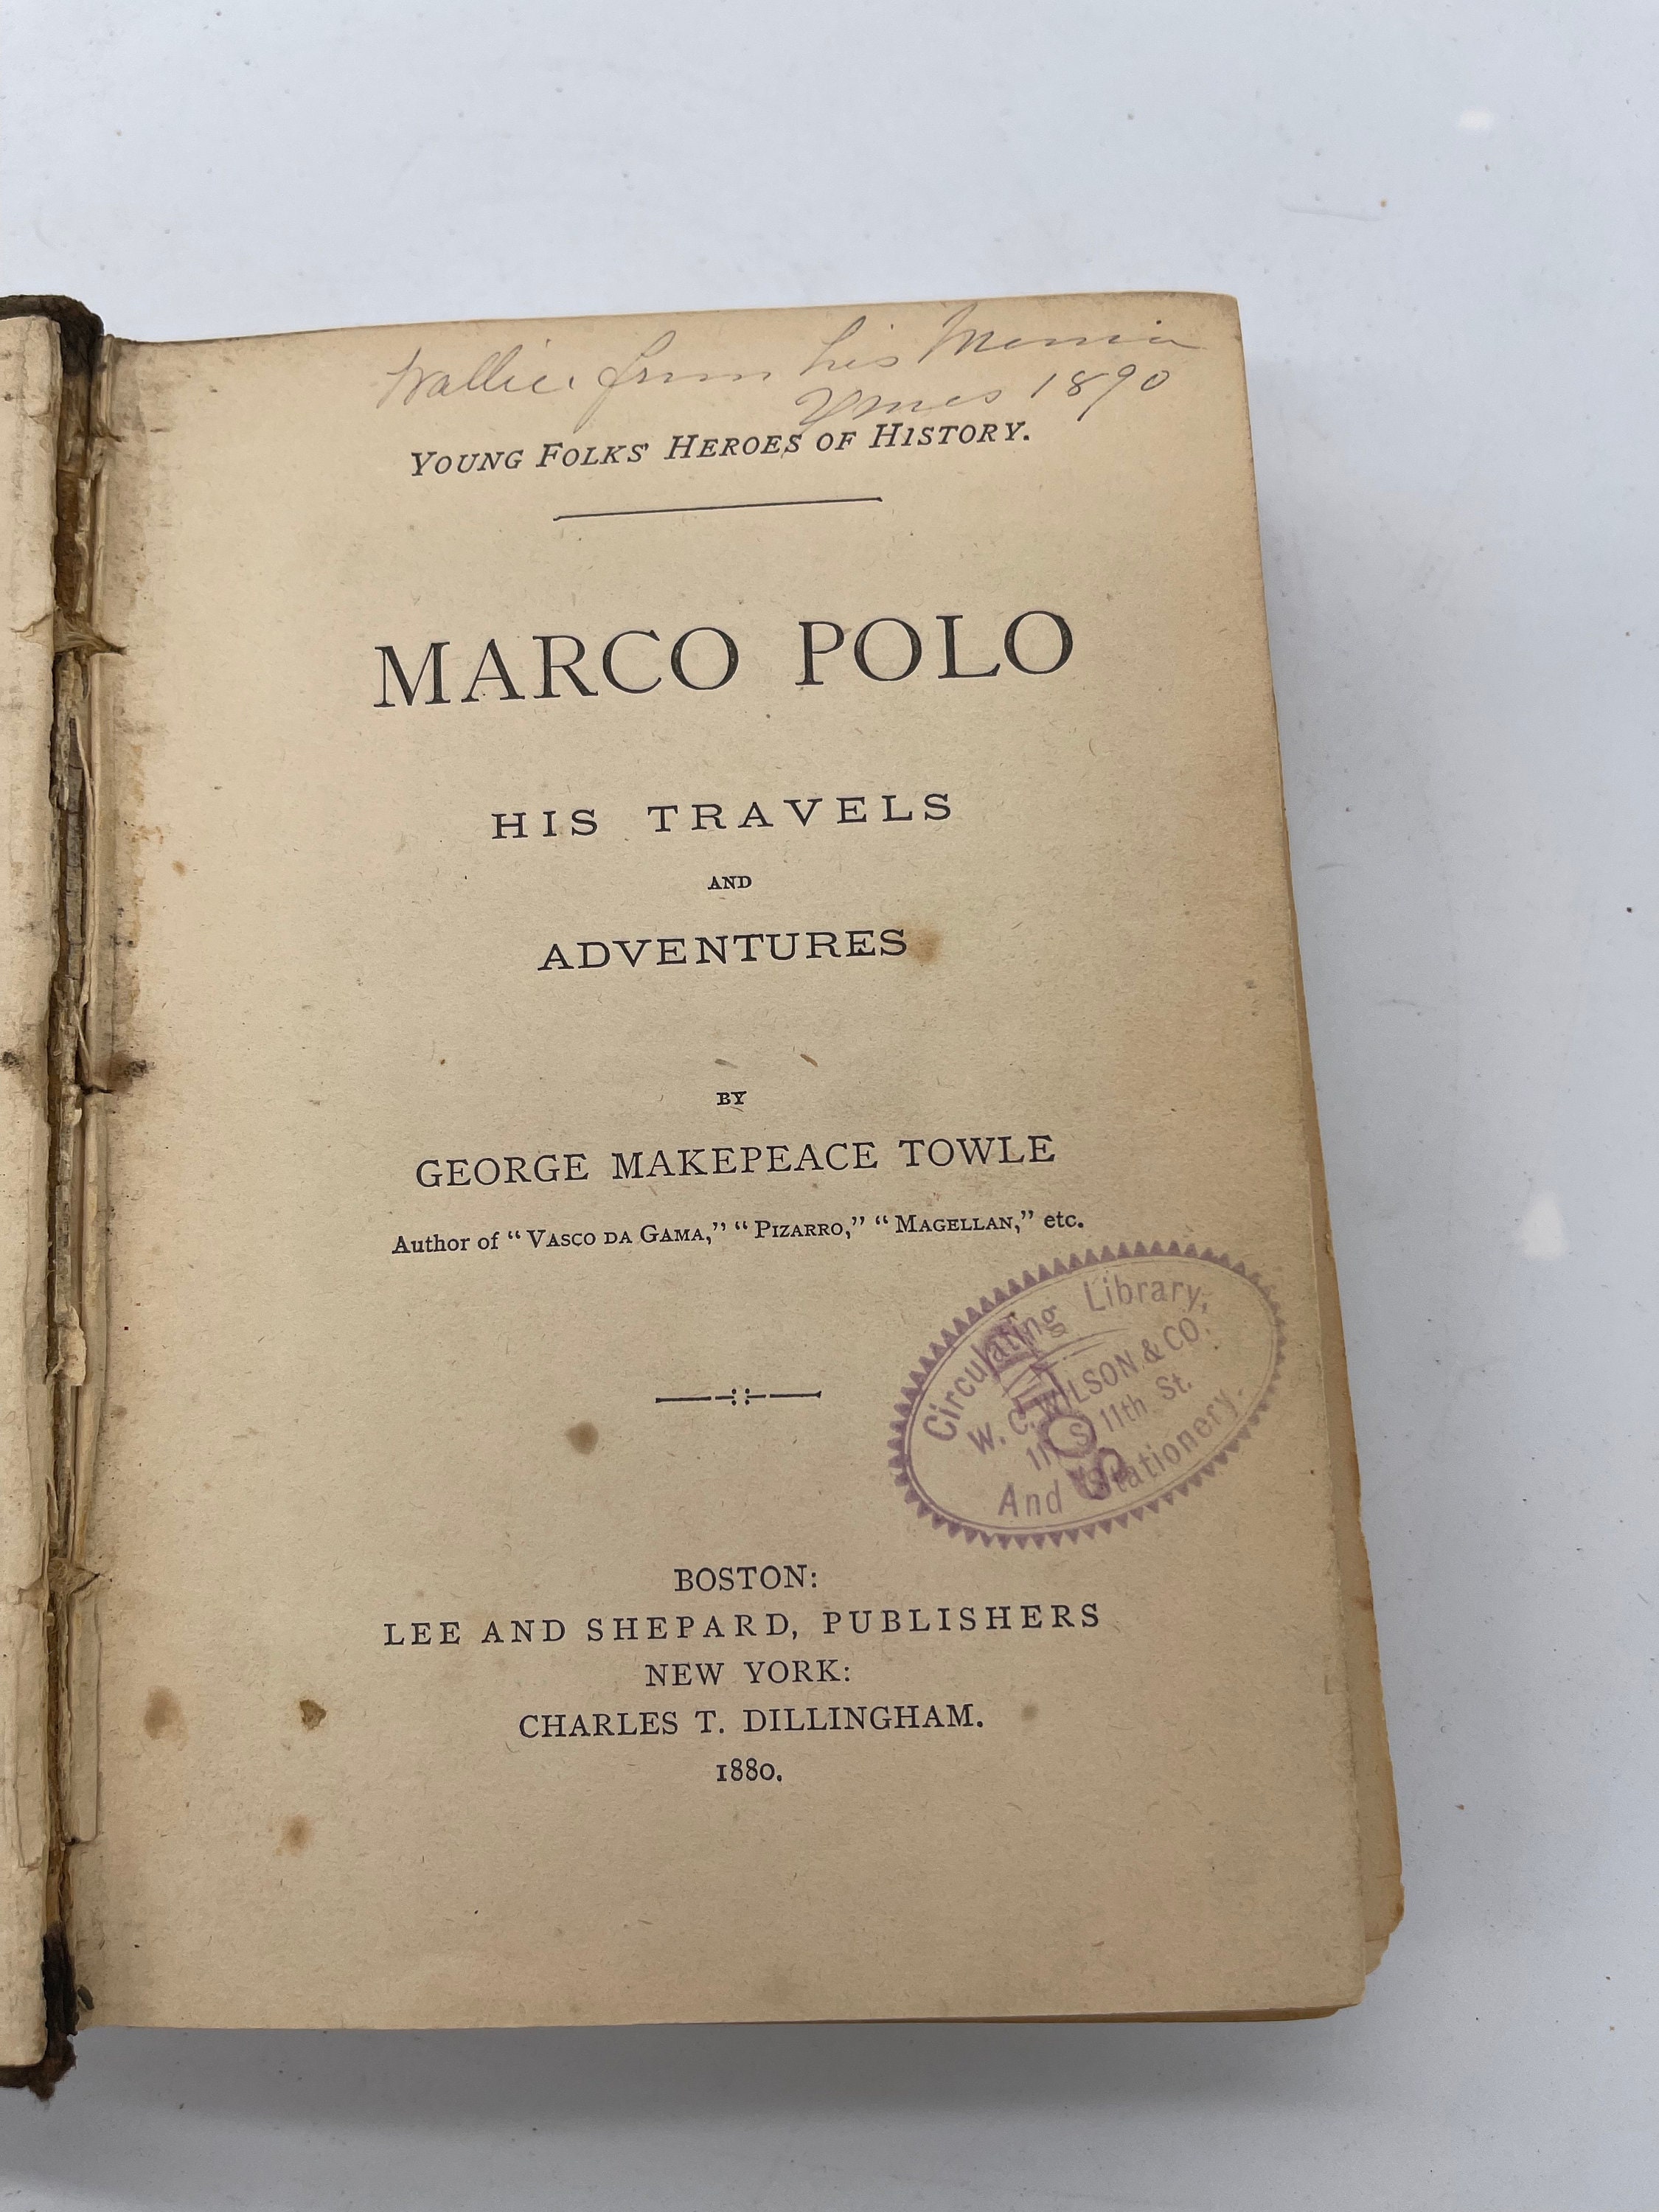 Wallie from his Mamma
Xmas 1890
YOUNG FOLKS' HEROES OF HISTORY.
MARCO POLO
HIS TRAVELS
AND
ADVENTURES
BY
GEORGE MAKEPEACE TOWLE
Author of "VASCO DA GAMA," "PIZARRO," "MAGELLAN," etc.
Circulating Library,
W. C. WILSON & CO.
11th St.
And Stationery.
BOSTON:
LEE AND SHEPARD, PUBLISHERS
NEW YORK:
CHARLES T. DILLINGHAM.
1880.